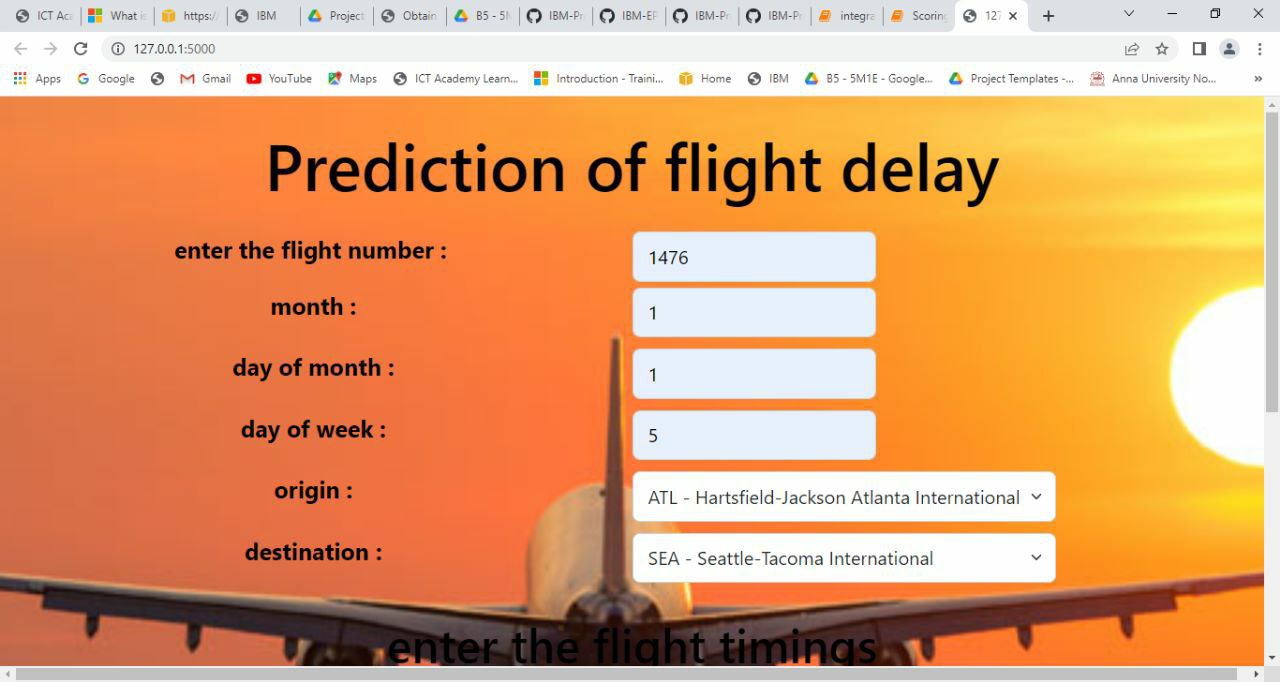 ICT Aca What is https:/ IBM Project Obtain B5 - 5M IBM-Pr IBM-EP IBM-Pr IBM-Pr integra Scoring 127
127.0.0.1:5000
Apps Google Gmail YouTube Maps ICT Academy Learn... Introduction - Traini... Home IBM B5 - 5M1E - Google... Project Templates -... Anna University No... »
Prediction of flight delay
enter the flight number : 1476
month : 1
day of month : 1
day of week : 5
origin : ATL - Hartsfield-Jackson Atlanta International
destination : SEA - Seattle-Tacoma International
enter the flight timings